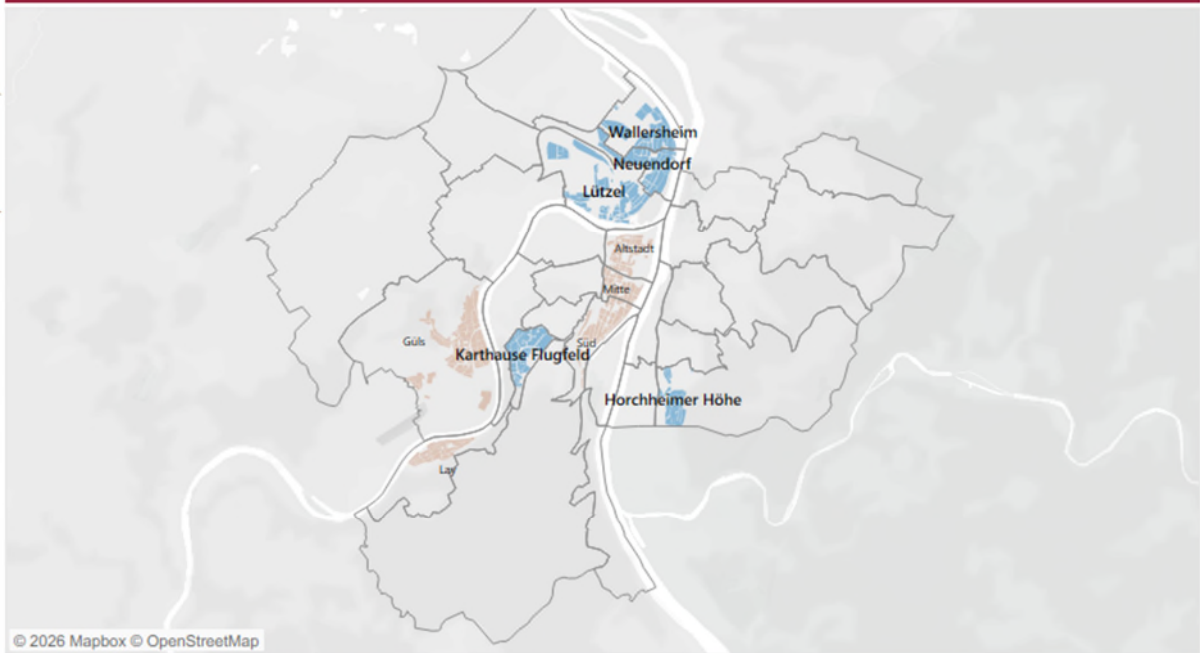 Wallersheim
Neuendorf
Lützel
Altstadt
Mitte
Güls
Süd
Karthause Flugfeld
Horchheimer Höhe
Lay
© 2026 Mapbox © OpenStreetMap